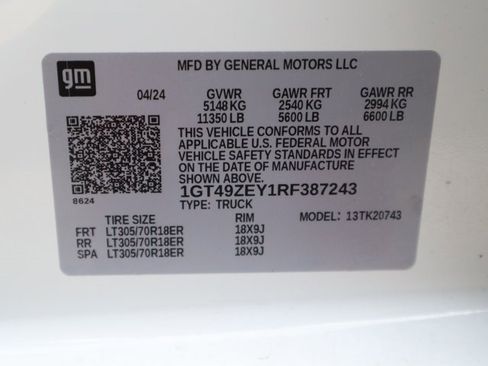 gm
MFD BY GENERAL MOTORS LLC
04/24 GVWR GAWR FRT GAWR RR
5148 KG 2540 KG 2994 KG
11350 LB 5600 LB 6600 LB
THIS VEHICLE CONFORMS TO ALL
APPLICABLE U.S. FEDERAL MOTOR
VEHICLE SAFETY STANDARDS IN EFFECT
ON THE DATE OF MANUFACTURE
SHOWN ABOVE.
8624 1GT49ZEY1RF387243
TYPE: TRUCK
TIRE SIZE RIM MODEL: 13TK20743
FRT LT305/70R18ER 18X9J
RR LT305/70R18ER 18X9J
SPA LT305/70R18ER 18X9J